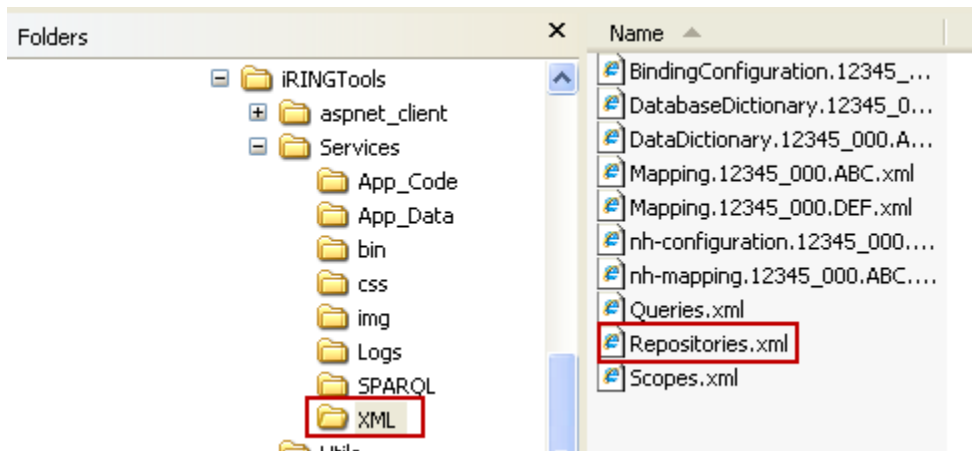 Folders
iRINGTools
aspnet_client
Services
App_Code
App_Data
bin
css
img
Logs
SPARQL
XML
Name
BindingConfiguration.12345_...
DatabaseDictionary.12345_0...
DataDictionary.12345_000.A...
Mapping.12345_000.ABC.xml
Mapping.12345_000.DEF.xml
nh-configuration.12345_000....
nh-mapping.12345_000.ABC....
Queries.xml
Repositories.xml
Scopes.xml